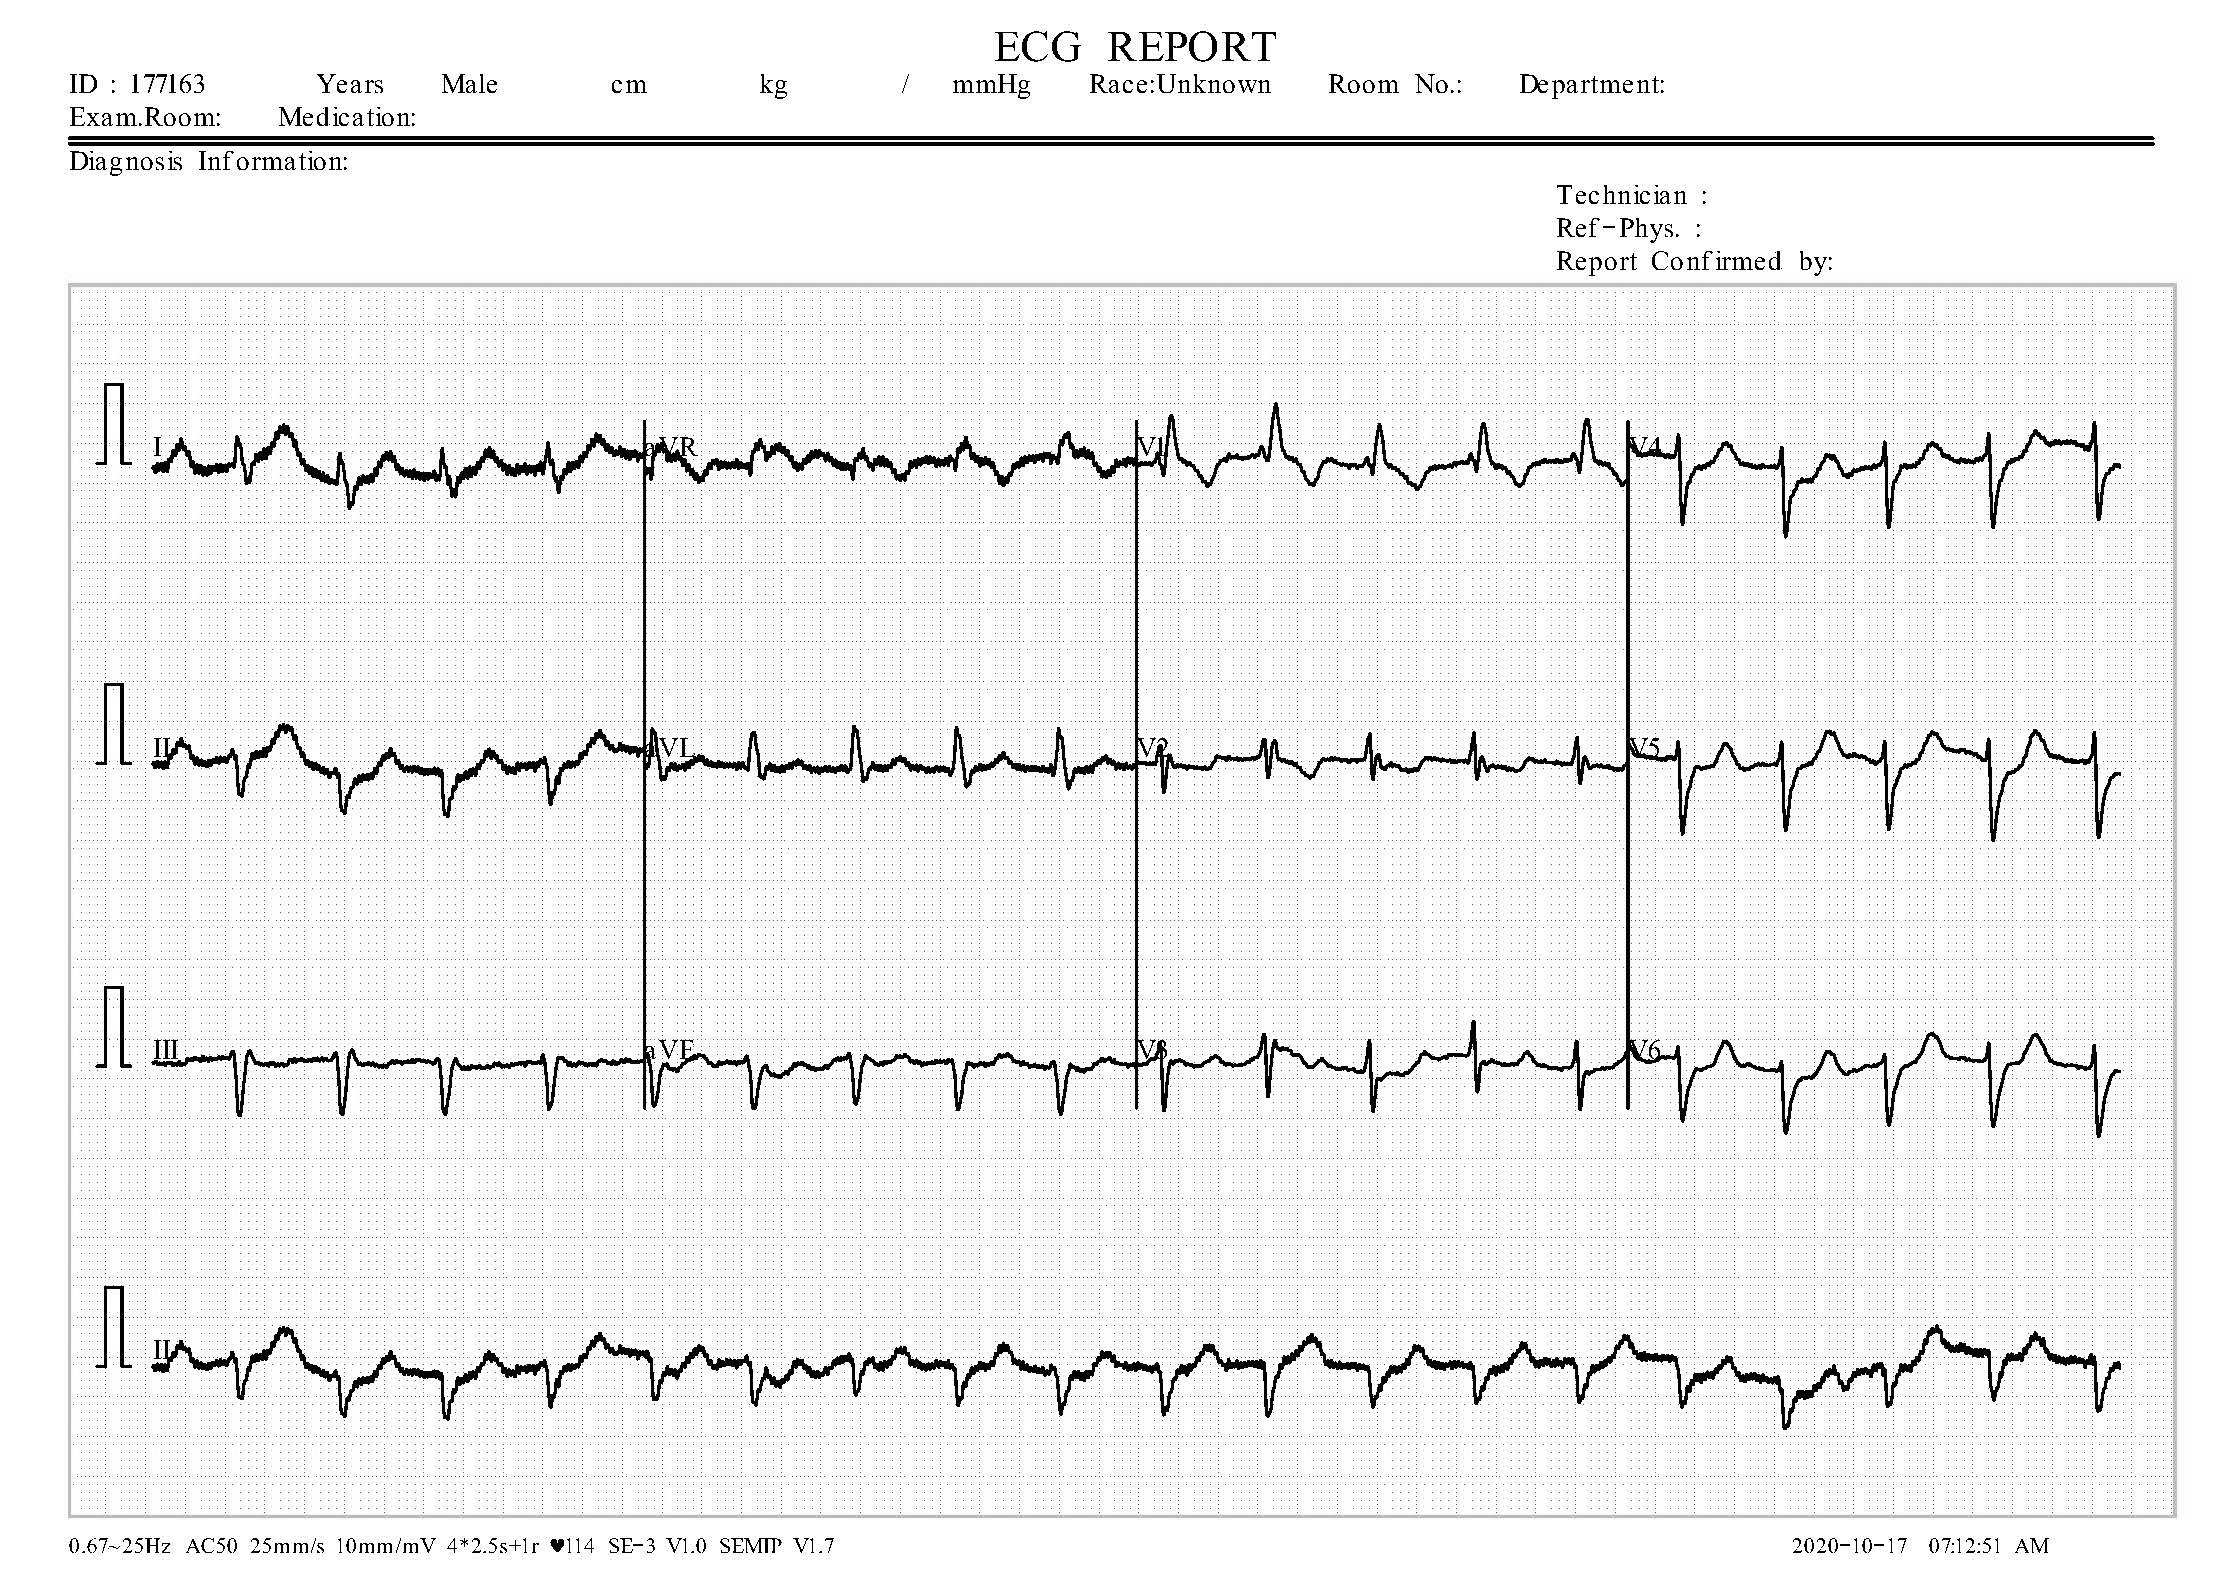 ECG REPORT
ID : 177163 Years Male cm kg / mmHg Race:Unknown Room No.: Department:
Exam.Room: Medication:
Diagnosis Information:
Technician :
Ref-Phys. :
Report Confirmed by:
I aVR V1 V4
II aVL V2 V5
III aVF V3 V6
II
0.67~25Hz AC50 25mm/s 10mm/mV 4*2.5s+1r ♥114 SE-3 V1.0 SEMIP V1.7 2020-10-17 07:12:51 AM